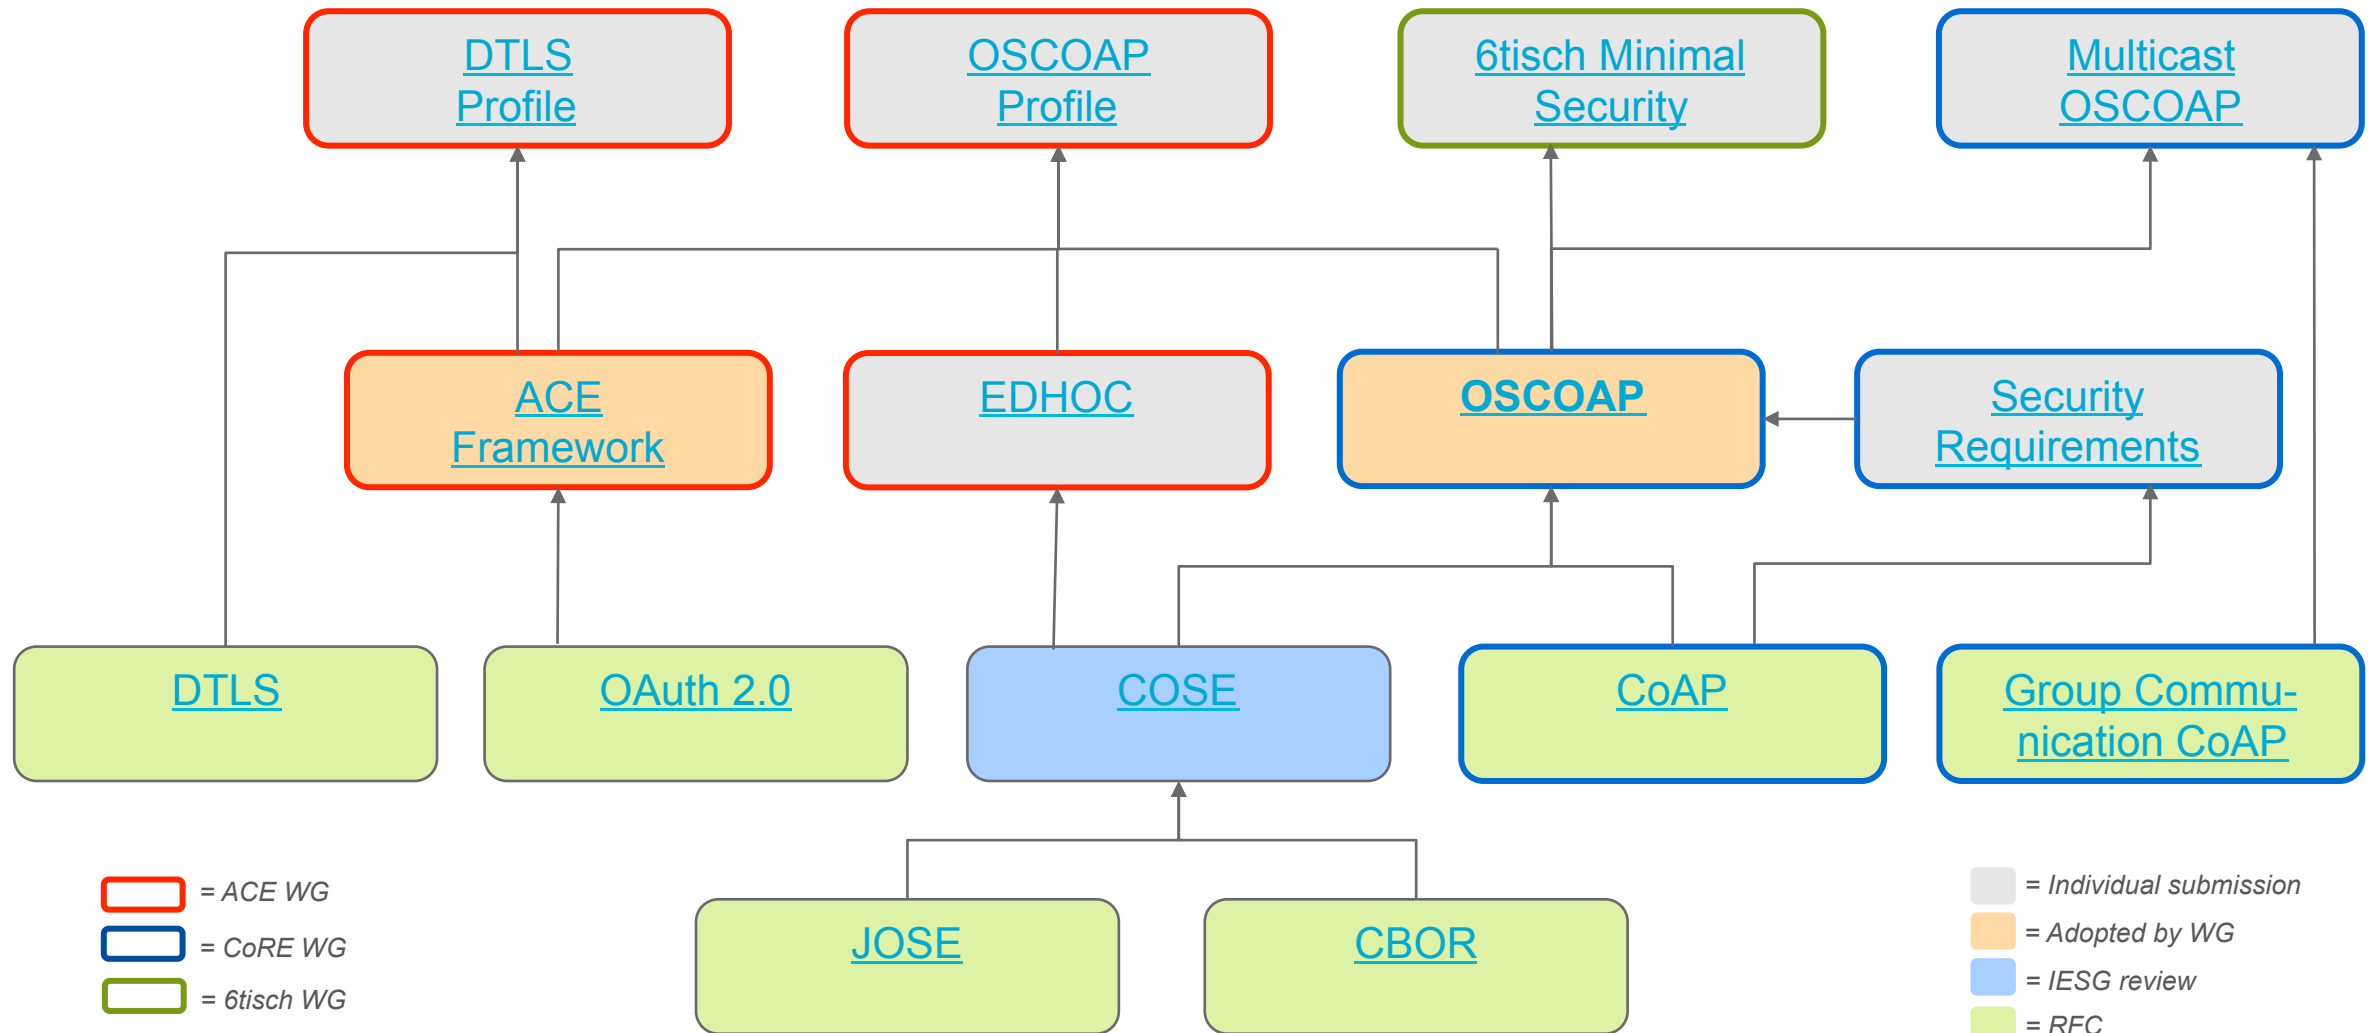 DTLS
Profile
OSCOAP
Profile
6tisch Minimal
Security
Multicast
OSCOAP
ACE
Framework
EDHOC
OSCOAP
Security
Requirements
DTLS
OAuth 2.0
COSE
CoAP
Group Commu-
nication CoAP
JOSE
CBOR
= ACE WG
= CoRE WG
= 6tisch WG
= Individual submission
= Adopted by WG
= IESG review
= RFC